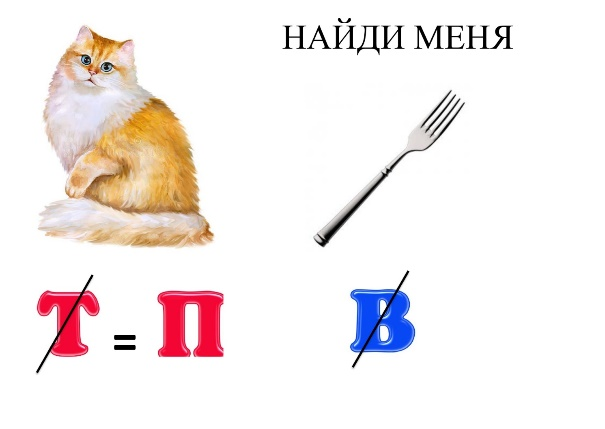 НАЙДИ МЕНЯ
Т = П
В